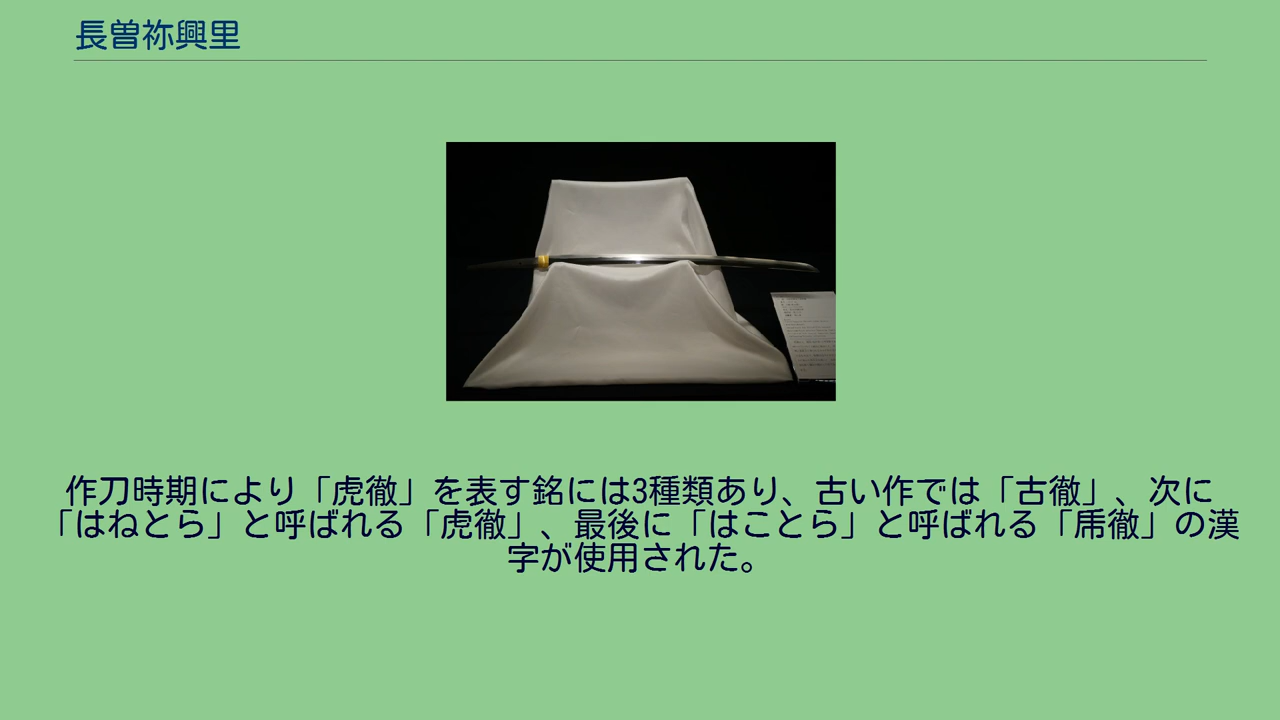 長曽祢興里
作刀時期により「虎徹」を表す銘には3種類あり、古い作では「古徹」、次に
「はねとら」と呼ばれる「虎徹」、最後に「はことら」と呼ばれる「乕徹」の漢
字が使用された。